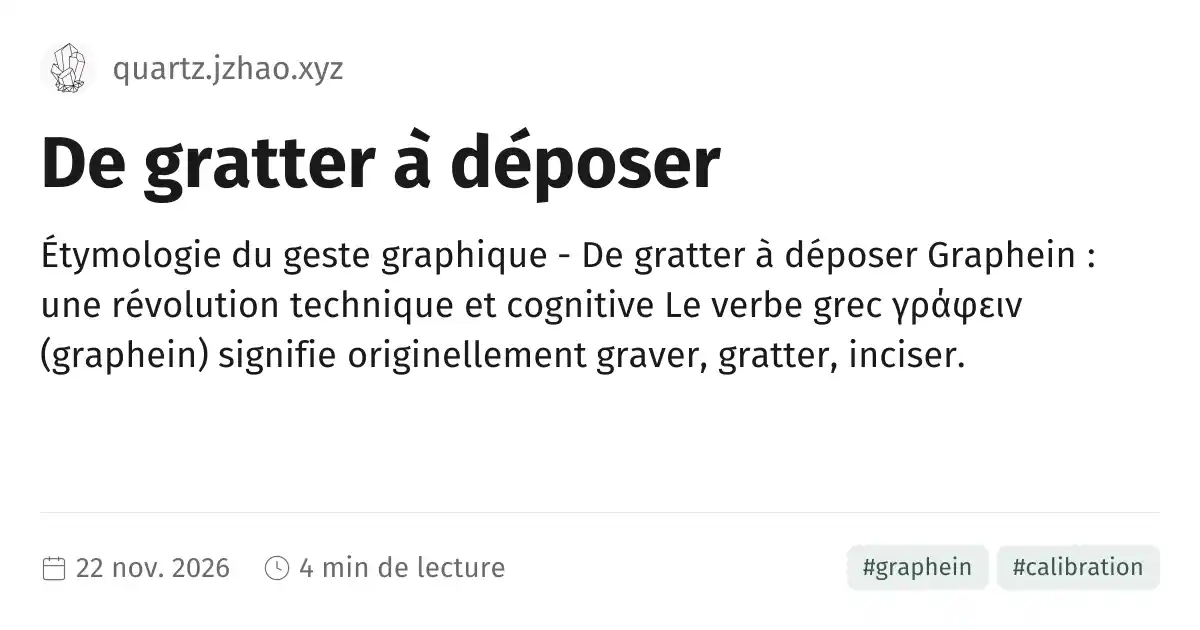 quartz.jzhao.xyz
De gratter à déposer
Étymologie du geste graphique - De gratter à déposer Graphein :
une révolution technique et cognitive Le verbe grec γράφειν
(graphein) signifie originellement graver, gratter, inciser.
22 nov. 2026 4 min de lecture #graphein #calibration